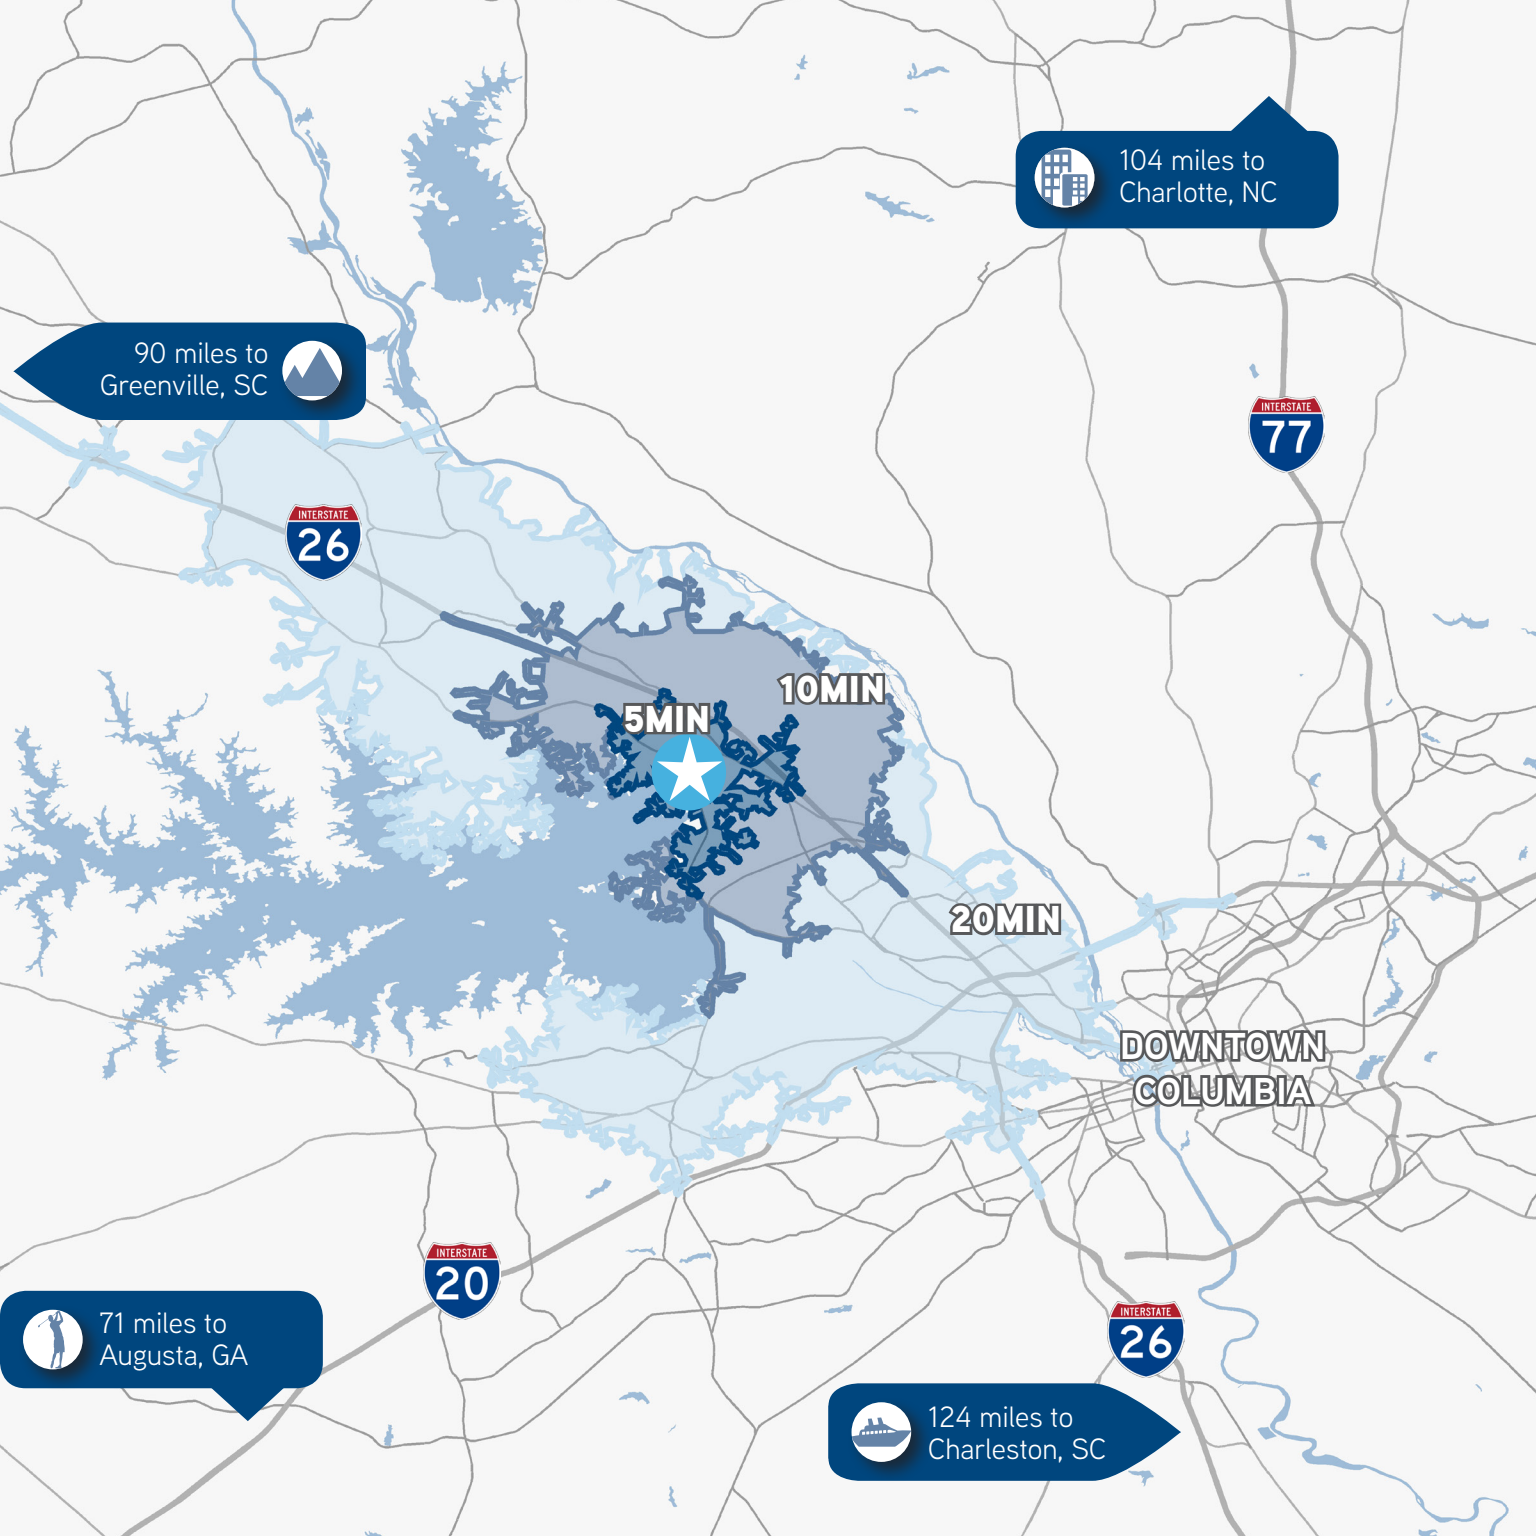 104 miles to
Charlotte, NC
90 miles to
Greenville, SC
INTERSTATE
77
INTERSTATE
26
10MIN
5MIN
20MIN
DOWNTOWN
COLUMBIA
INTERSTATE
20
71 miles to
Augusta, GA
INTERSTATE
26
124 miles to
Charleston, SC